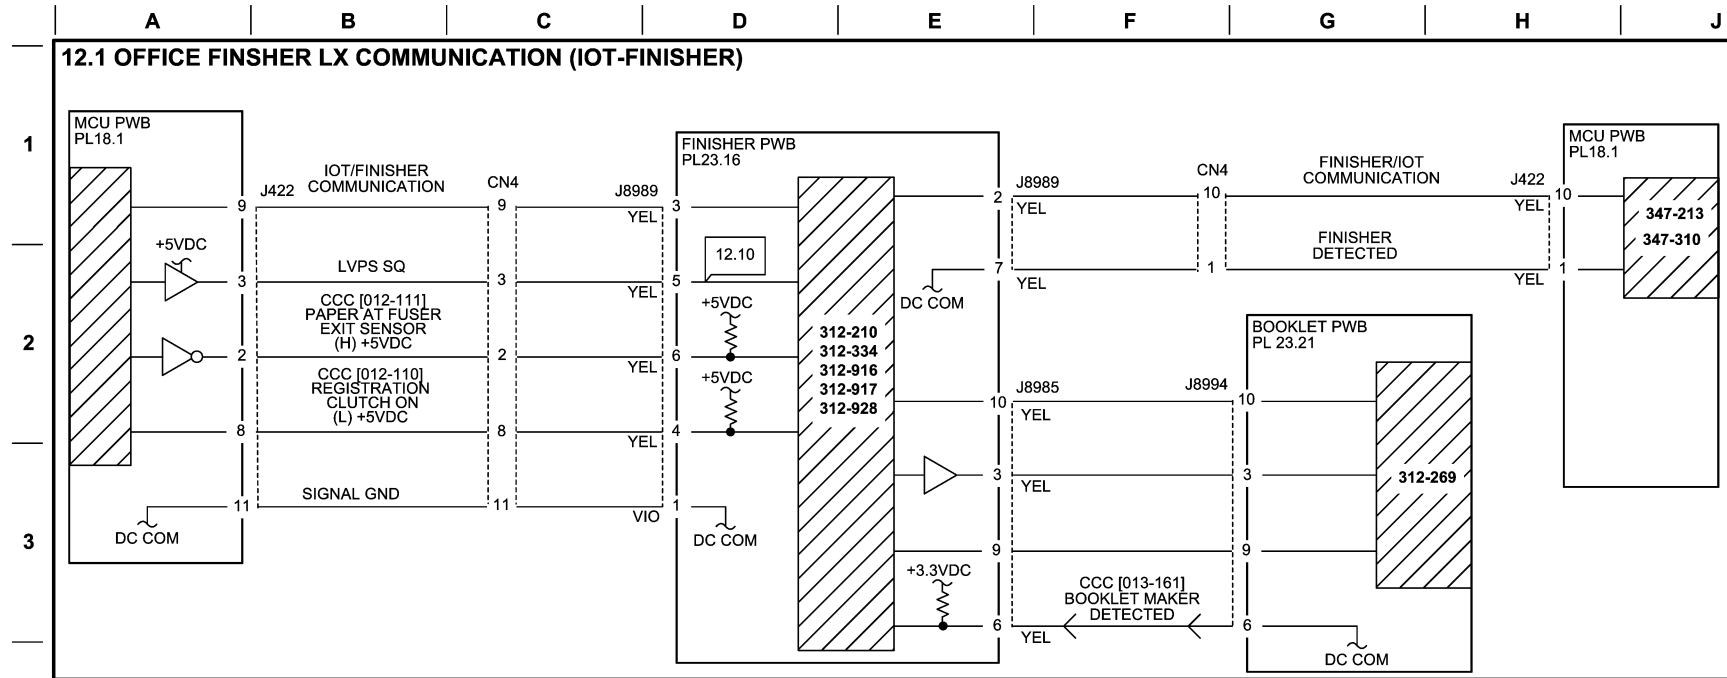 A B C D E F G H J
12.1 OFFICE FINSHER LX COMMUNICATION (IOT-FINISHER)
1
2
3
MCU PWB
PL18.1
+5VDC
DC COM
9
3
2
8
11
J422
IOT/FINISHER
COMMUNICATION
LVPS SQ
CCC [012-111]
PAPER AT FUSER
EXIT SENSOR
(H) +5VDC
CCC [012-110]
REGISTRATION
CLUTCH ON
(L) +5VDC
SIGNAL GND
CN4
9
3
2
8
11
J8989
YEL
YEL
YEL
YEL
VIO
FINISHER PWB
PL23.16
3
5
6
4
1
12.10
+5VDC
+5VDC
DC COM
312-210
312-334
312-916
312-917
312-928
DC COM
+3.3VDC
2
7
10
3
9
6
J8989
YEL
YEL
CN4
10
1
FINISHER/IOT
COMMUNICATION
FINISHER
DETECTED
J422
YEL
YEL
10
1
MCU PWB
PL18.1
347-213
347-310
J8985
YEL
YEL
YEL
CCC [013-161]
BOOKLET MAKER
DETECTED
J8994
BOOKLET PWB
PL 23.21
10
3
9
6
312-269
DC COM